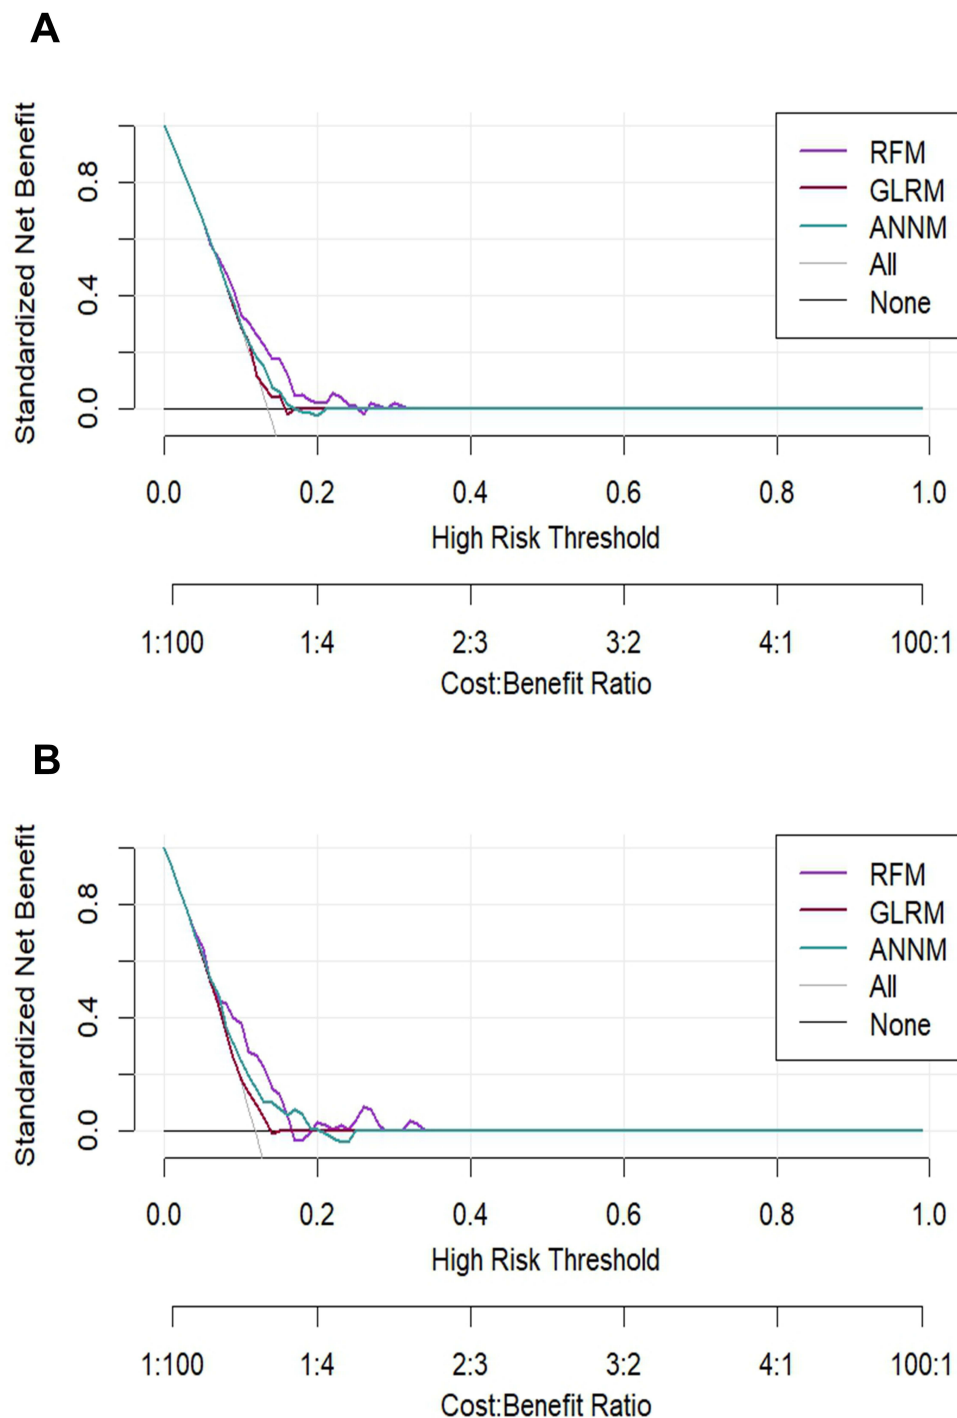 A
Standardized Net Benefit
0.8
0.4
0.0
RFM
GLRM
ANNM
All
None
0.0 0.2 0.4 0.6 0.8 1.0
High Risk Threshold
1:100 1:4 2:3 3:2 4:1 100:1
Cost:Benefit Ratio
B
Standardized Net Benefit
0.8
0.4
0.0
RFM
GLRM
ANNM
All
None
0.0 0.2 0.4 0.6 0.8 1.0
High Risk Threshold
1:100 1:4 2:3 3:2 4:1 100:1
Cost:Benefit Ratio